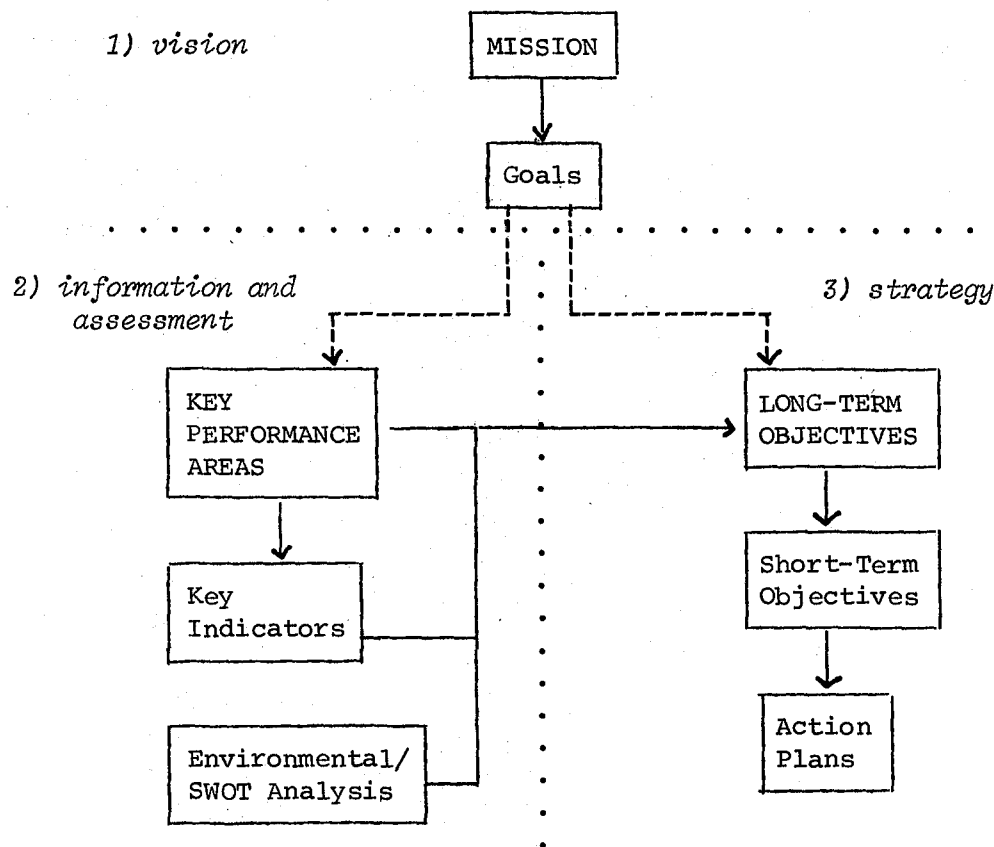 1) vision
MISSION
Goals
2) information and
assessment
3) strategy
KEY
PERFORMANCE
AREAS
LONG-TERM
OBJECTIVES
Key
Indicators
Short-Term
Objectives
Environmental/
SWOT Analysis
Action
Plans